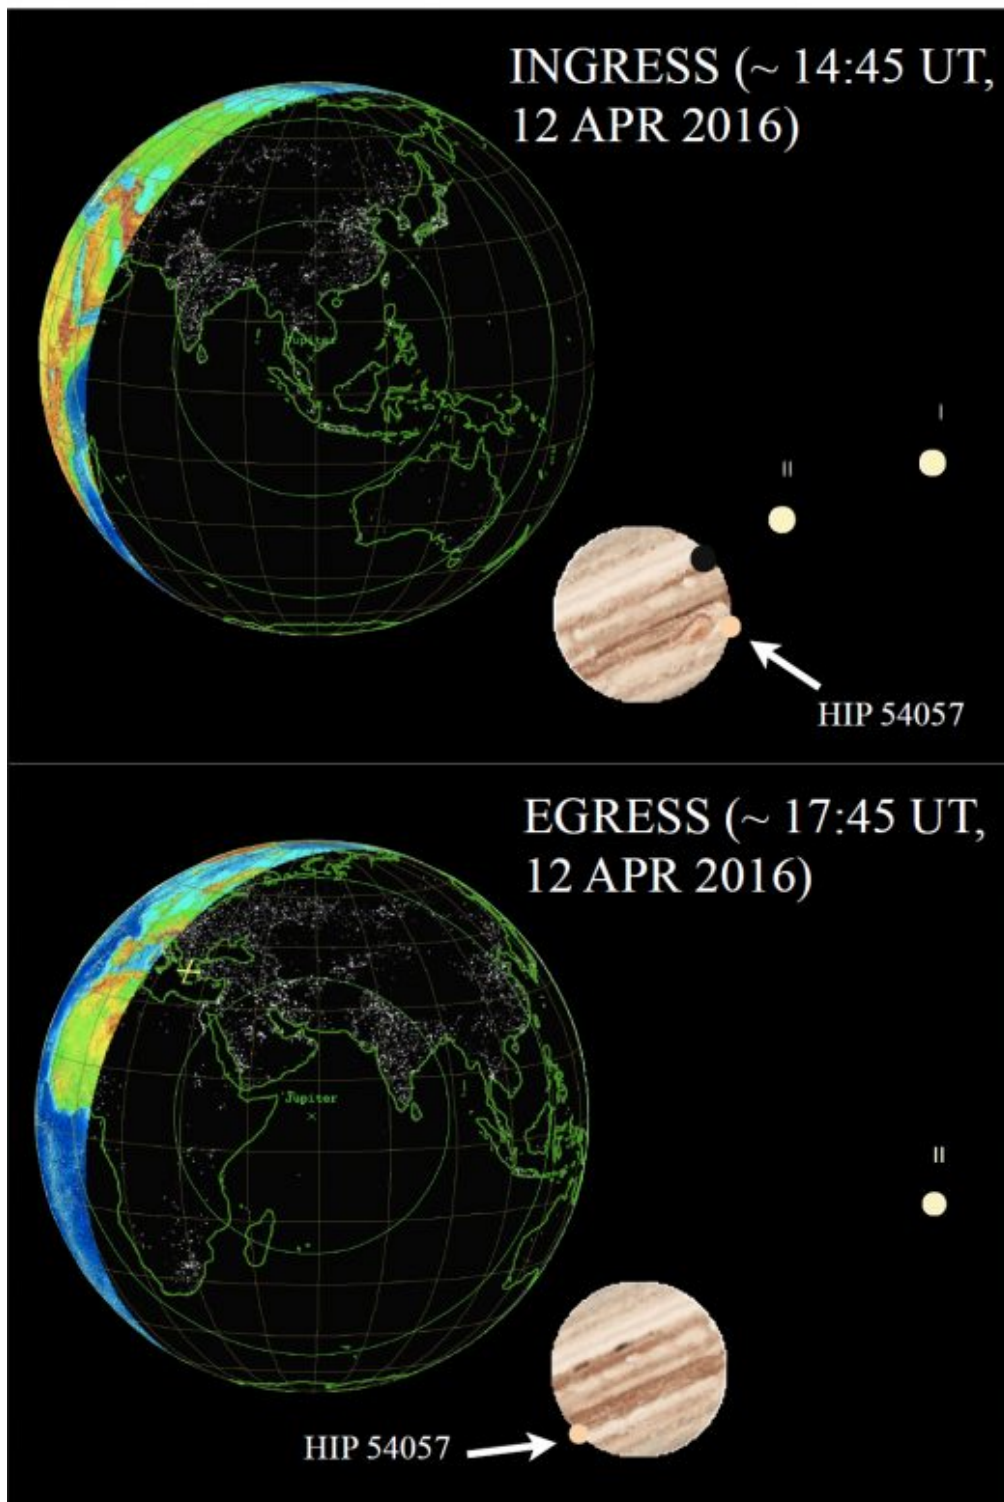 INGRESS (~ 14:45 UT,
12 APR 2016)
Jupiter
I
II
HIP 54057
EGRESS (~ 17:45 UT,
12 APR 2016)
Jupiter
II
HIP 54057